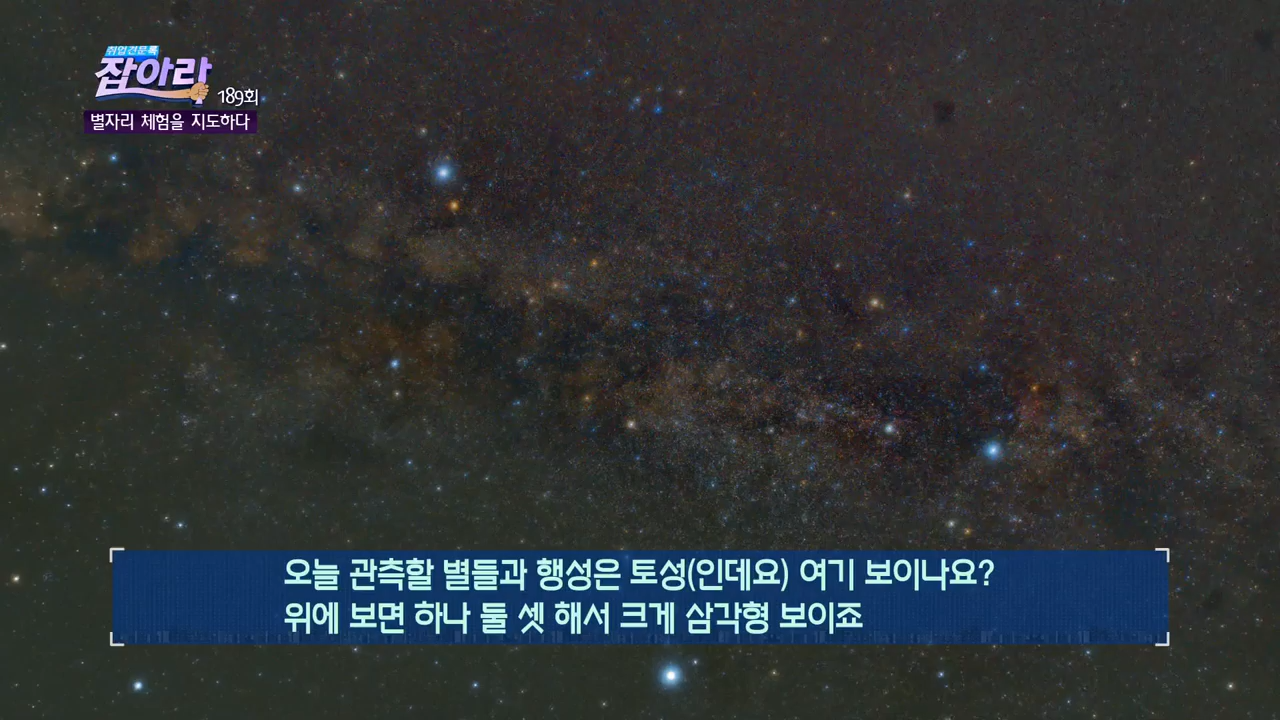 취업견문록
잡아라
189회
별자리 체험을 지도하다
오늘 관측할 별들과 행성은 토성(인데요) 여기 보이나요?
위에 보면 하나 둘 셋 해서 크게 삼각형 보이죠